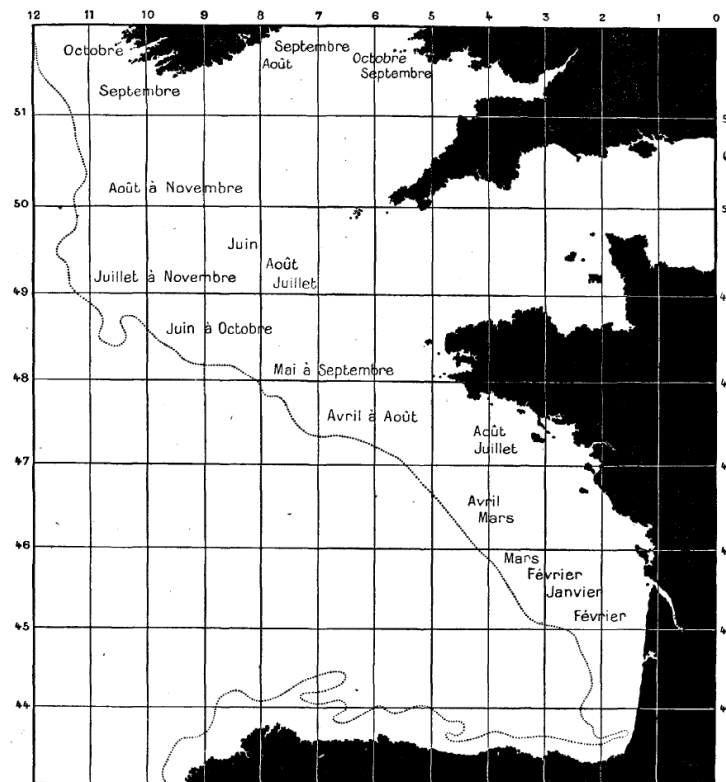 12 11 10 9 8 7 6 5 4 3 2 1 0
Octobre
Septembre
Août
Octobre
Septembre
Septembre
51
Août à Novembre
50
Juin
Août
Juillet
Juillet à Novembre
49
Juin à Octobre
48
Mai à Septembre
Avril à Août
Août
Juillet
47
Avril
Mars
46
Mars
Février
Janvier
Février
45
44